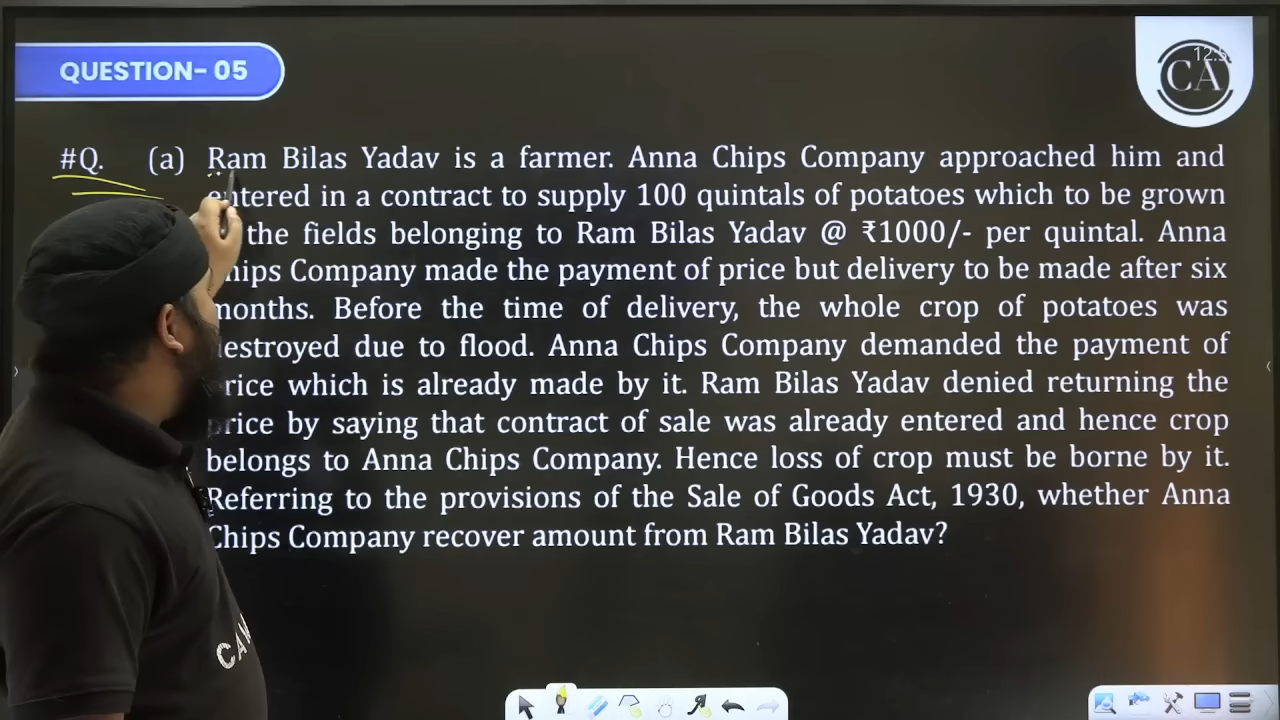 QUESTION- 05
CA
12:5
#Q. (a) Ram Bilas Yadav is a farmer. Anna Chips Company approached him and
entered in a contract to supply 100 quintals of potatoes which to be grown
the fields belonging to Ram Bilas Yadav @ ₹1000/- per quintal. Anna
Chips Company made the payment of price but delivery to be made after six
months. Before the time of delivery, the whole crop of potatoes was
destroyed due to flood. Anna Chips Company demanded the payment of
price which is already made by it. Ram Bilas Yadav denied returning the
price by saying that contract of sale was already entered and hence crop
belongs to Anna Chips Company. Hence loss of crop must be borne by it.
Referring to the provisions of the Sale of Goods Act, 1930, whether Anna
Chips Company recover amount from Ram Bilas Yadav?